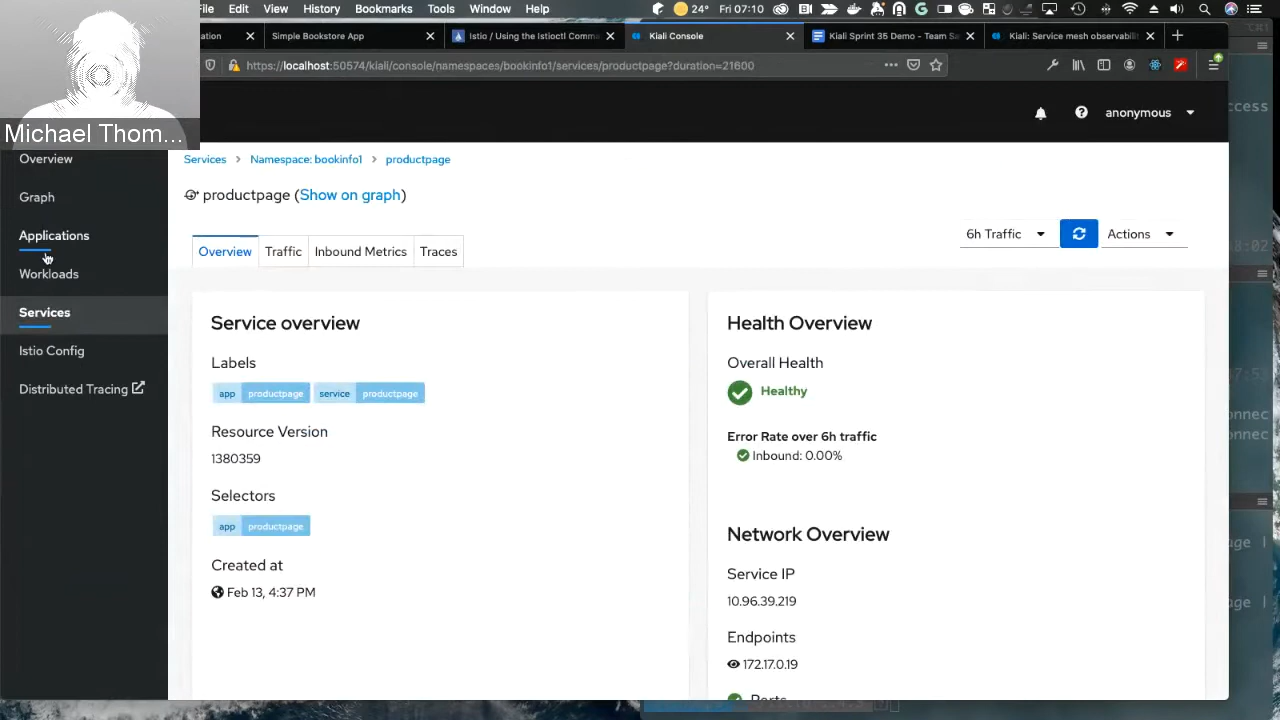 File Edit View History Bookmarks Tools Window Help 24° Fri 07:10
Simple Bookstore App
Istio / Using the Istioctl Comma
Kiali Console
Kiali Sprint 35 Demo - Team Sa
Kiali: Service mesh observabilit
https://localhost:50574/kiali/console/namespaces/bookinfo1/services/productpage?duration=21600
anonymous
Michael Thom...
Overview
Graph
Applications
Workloads
Services
Istio Config
Distributed Tracing
Services > Namespace: bookinfo1 > productpage
productpage (Show on graph)
Overview Traffic Inbound Metrics Traces
6h Traffic Actions
Service overview
Labels
app productpage service productpage
Resource Version
1380359
Selectors
app productpage
Created at
Feb 13, 4:37 PM
Health Overview
Overall Health
Healthy
Error Rate over 6h traffic
Inbound: 0.00%
Network Overview
Service IP
10.96.39.219
Endpoints
172.17.0.19
Ports